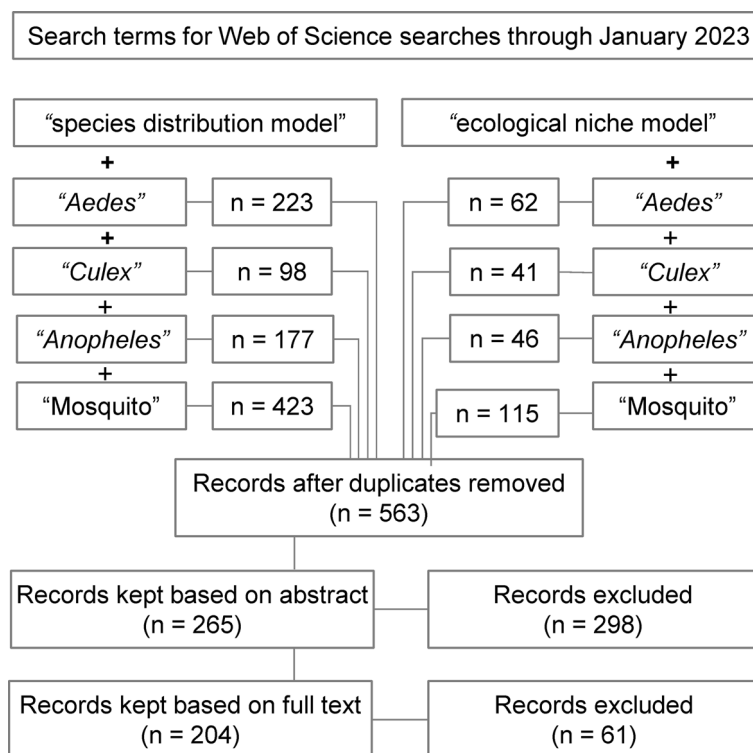 Search terms for Web of Science searches through January 2023
“species distribution model” “ecological niche model”
+ +
“Aedes” n = 223 n = 62 “Aedes”
+ +
“Culex” n = 98 n = 41 “Culex”
+ +
“Anopheles” n = 177 n = 46 “Anopheles”
+ +
“Mosquito” n = 423 n = 115 “Mosquito”
Records after duplicates removed
(n = 563)
Records kept based on abstract Records excluded
(n = 265) (n = 298)
Records kept based on full text Records excluded
(n = 204) (n = 61)